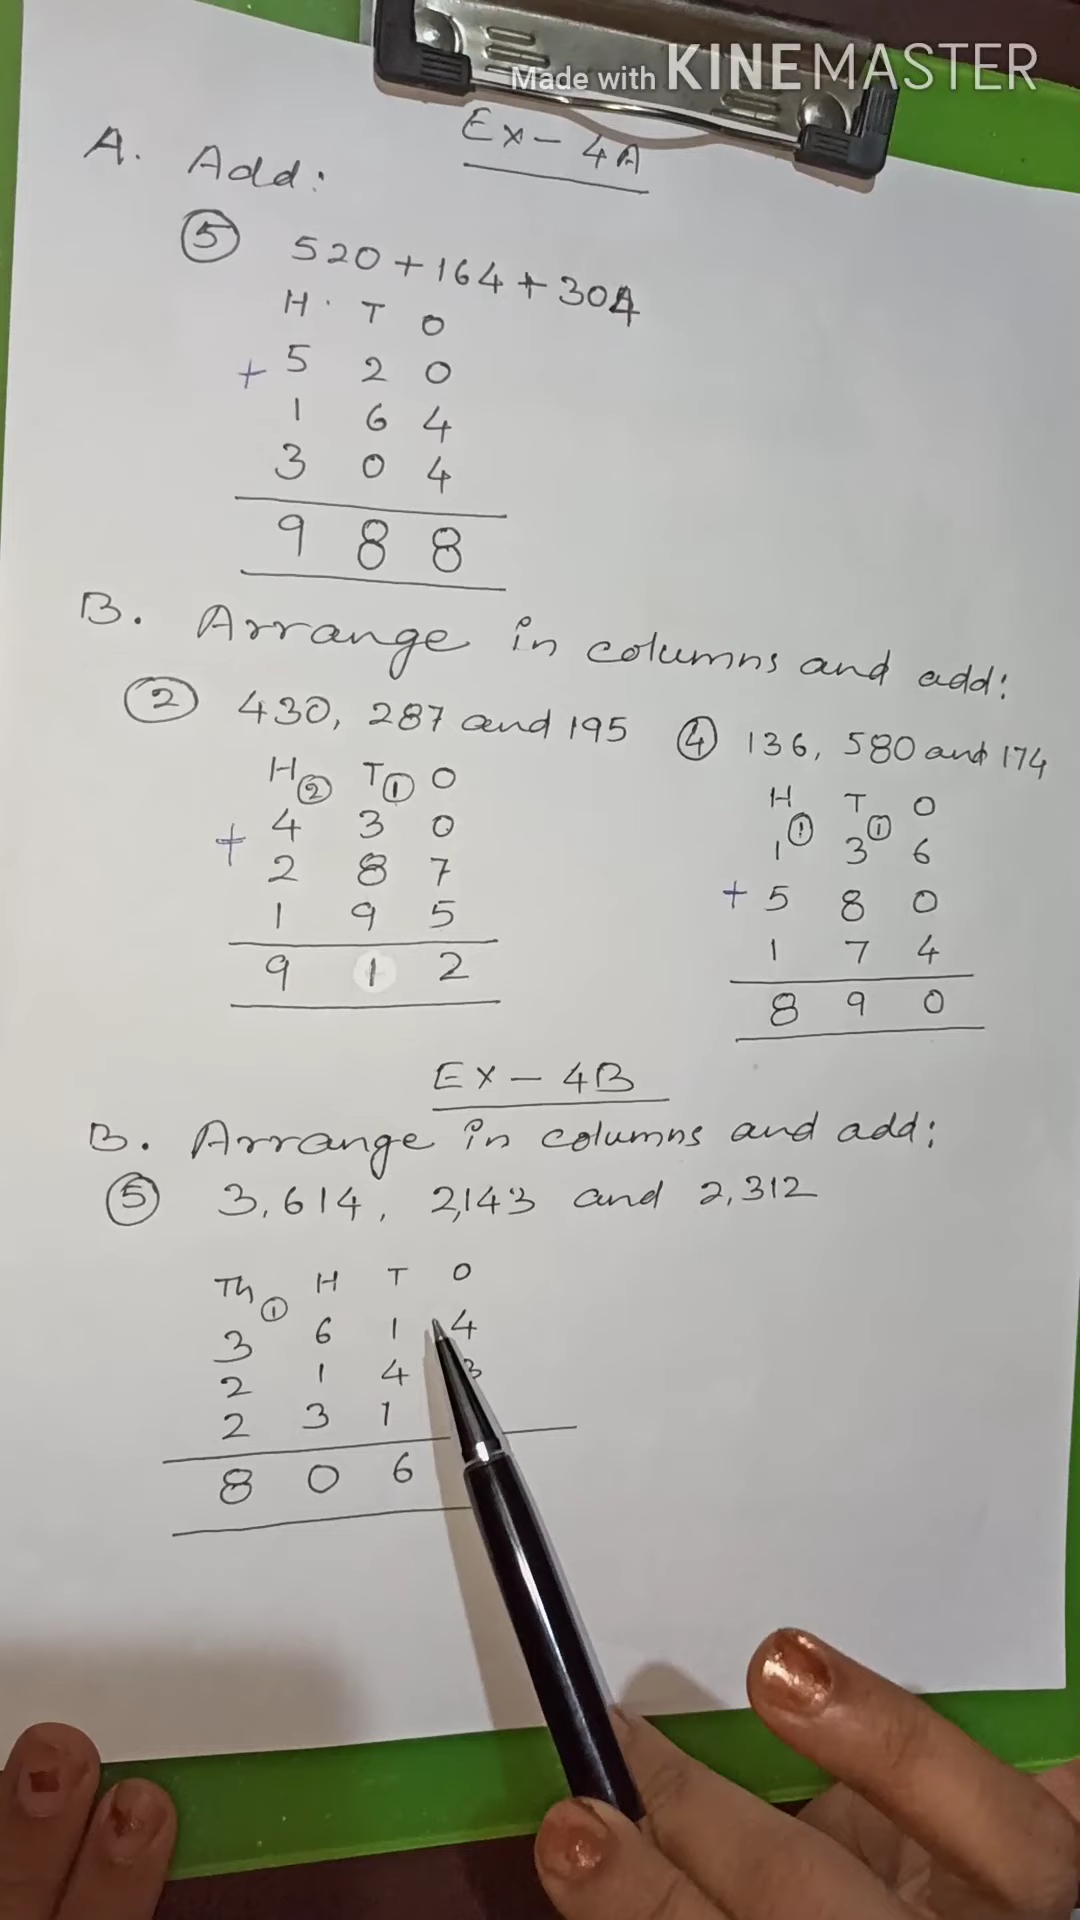 Made with KINEMASTER
Ex-4A
A. Add:
⑤ 520+164+304
H. T O
+ 5 2 0
1 6 4
3 0 4
9 8 8
B. Arrange in columns and add:
② 430, 287 and 195
H② T① O
+ 4 3 0
2 8 7
1 9 5
9 1 2
④ 136, 580 and 174
H T O
① ①
1 3 6
+ 5 8 0
1 7 4
8 9 0
Ex-4B
B. Arrange in columns and add:
⑤ 3,614, 2,143 and 2,312
Th H T O
①
3 6 1 4
2 1 4 3
2 3 1
8 0 6